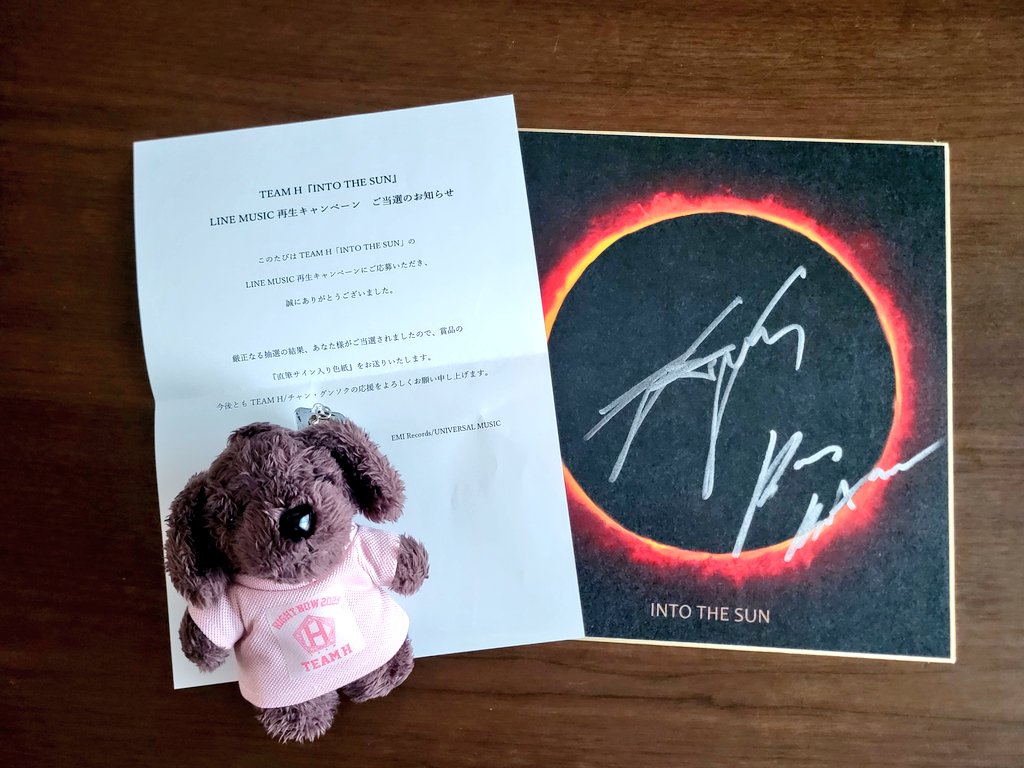 TEAM H『INTO THE SUN』
LINE MUSIC 再生キャンペーン　ご当選のお知らせ
このたびは TEAM H「INTO THE SUN」の
LINE MUSIC 再生キャンペーンにご応募いただき、
誠にありがとうございました。
厳正なる抽選の結果、あなた様がご当選されましたので、賞品の
『直筆サイン入り色紙』をお送りいたします。
今後とも TEAM H/チャン・グンソクの応援をよろしくお願い申し上げます。
EMI Records/UNIVERSAL MUSIC
H
TEAM H
INTO THE SUN